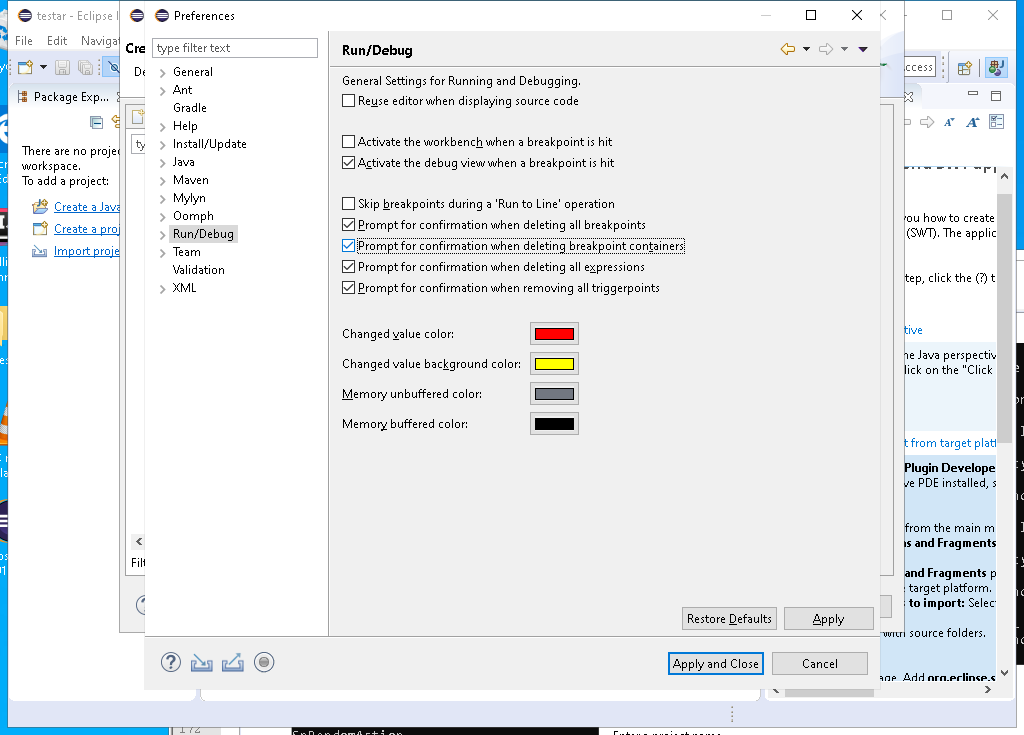 testar - Eclipse I
Preferences
File Edit Navigat
Cre
type filter text
Run/Debug
De
General
Ant
Gradle
Help
Install/Update
Java
Maven
Mylyn
Oomph
Run/Debug
Team
Validation
XML
General Settings for Running and Debugging.
Reuse editor when displaying source code
Activate the workbench when a breakpoint is hit
Activate the debug view when a breakpoint is hit
Skip breakpoints during a 'Run to Line' operation
Prompt for confirmation when deleting all breakpoints
Prompt for confirmation when deleting breakpoint containers
Prompt for confirmation when deleting all expressions
Prompt for confirmation when removing all triggerpoints
Changed value color:
Changed value background color:
Memory unbuffered color:
Memory buffered color:
Restore Defaults
Apply
Apply and Close
Cancel
Package Exp...
There are no projec
workspace.
To add a project:
Create a Java
Create a proj
Import proje
ty
Filt
ccess
you how to create
(SWT). The applic
tep, click the (?) t
tive
he Java perspectiv
lick on the "Click
t from target platf
Plugin Develope
ve PDE installed, s
from the main m
ns and Fragments
and Fragments p
target platform.
s to import: Selec
with source folders.
age. Add org.eclipse.s
172
SpRandomAction
Enter a project name